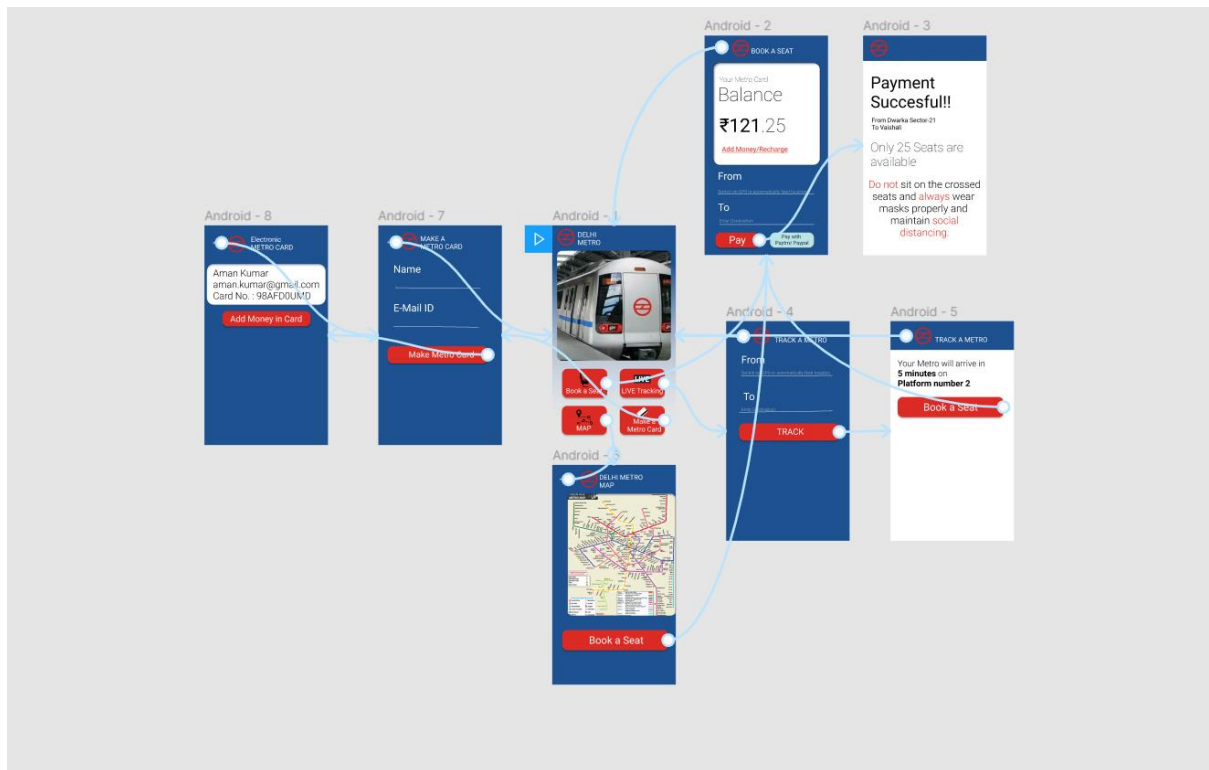 Android - 2
BOOK A SEAT
Your Metro Card
Balance
₹121.25
Add Money/Recharge
From
To
Enter Destination
Pay
Pay with
Paytm/ Paypal
Android - 3
Payment
Succesful!!
From Dwarka Sector-21
To Vaishali
Only 25 Seats are
available
Do not sit on the crossed
seats and always wear
masks properly and
maintain social
distancing.
Android - 8
Electronic
METRO CARD
Aman Kumar
aman.kumar@gmail.com
Card No. : 98AFD0UMD
Add Money in Card
Android - 7
MAKE A
METRO CARD
Name
E-Mail ID
Make Metro Card
Android - 1
DELHI
METRO
Book a Seat
LIVE
LIVE Tracking
MAP
Make a
Metro Card
Android - 4
TRACK A METRO
From
To
Enter Destination
TRACK
Android - 5
TRACK A METRO
Your Metro will arrive in
5 minutes on
Platform number 2
Book a Seat
Android - 6
DELHI METRO
MAP
Book a Seat